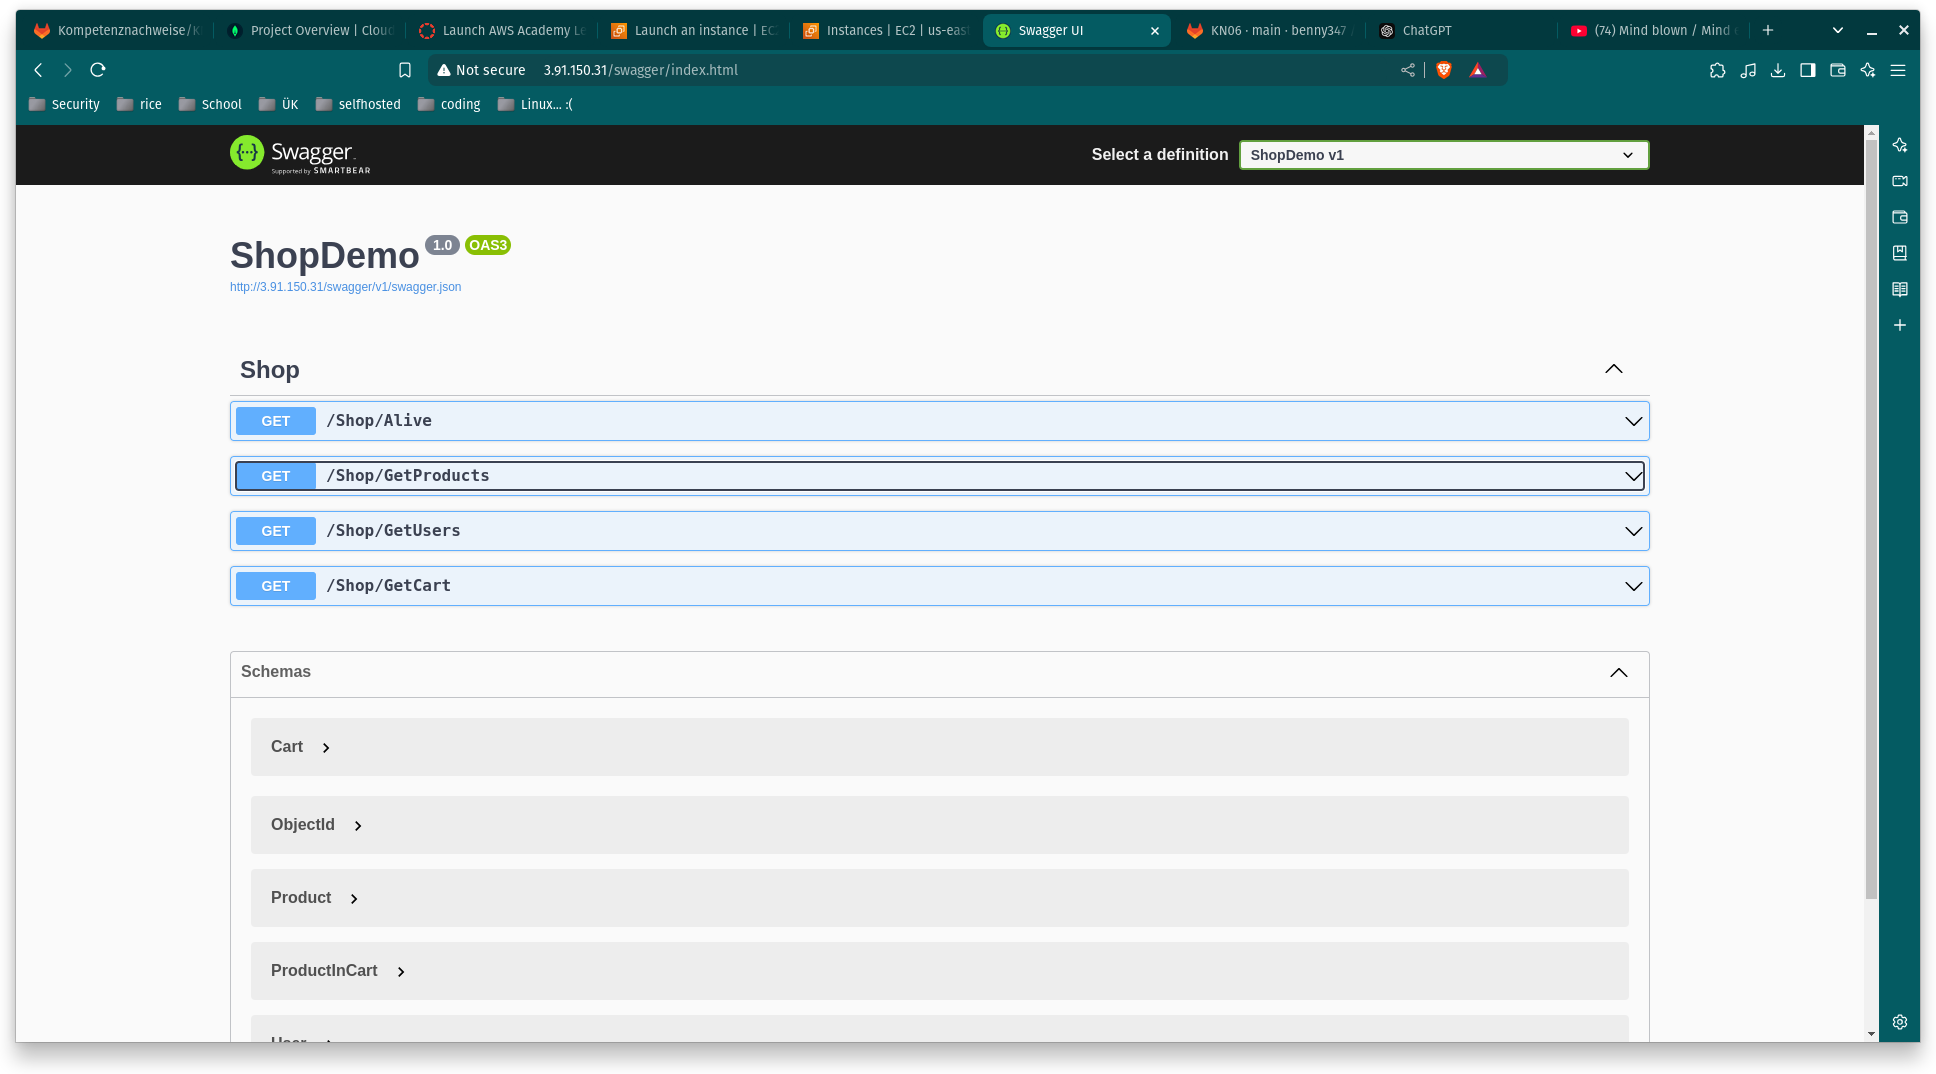 Kompetenznachweise/K
Project Overview | Clou
Launch AWS Academy Le
Launch an instance | EC
Instances | EC2 | us-east
Swagger UI
KN06 · main · benny347 /
ChatGPT
(74) Mind blown / Mind e
Not secure 3.91.150.31/swagger/index.html
Security rice School ÜK selfhosted coding Linux... :(
Swagger
Supported by SMARTBEAR
Select a definition
ShopDemo v1
ShopDemo 1.0 OAS3
http://3.91.150.31/swagger/v1/swagger.json
Shop
GET /Shop/Alive
GET /Shop/GetProducts
GET /Shop/GetUsers
GET /Shop/GetCart
Schemas
Cart
ObjectId
Product
ProductInCart
User